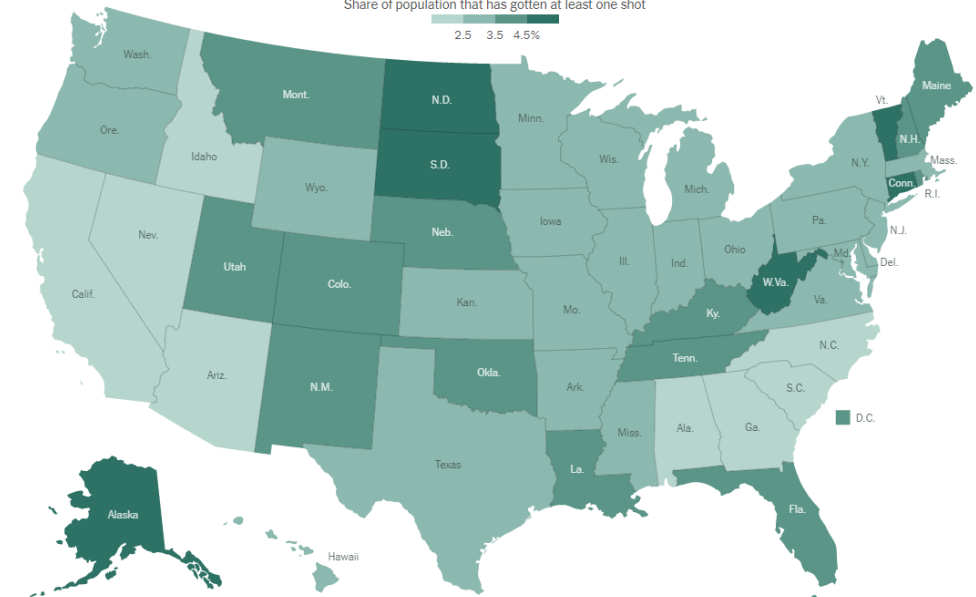 Share of population that has gotten at least one shot
2.5 3.5 4.5%
Wash.
Mont.
N.D.
Minn.
Maine
Vt.
Ore.
Idaho
S.D.
Wis.
N.H.
Mich.
N.Y.
Mass.
Wyo.
Conn.
R.I.
Nev.
Neb.
Iowa
Pa.
N.J.
Utah
Ohio
Md.
Del.
Calif.
Colo.
Ill.
Ind.
W.Va.
Kan.
Mo.
Va.
Ky.
Ariz.
N.M.
Okla.
Tenn.
N.C.
Ark.
S.C.
Miss.
Ala.
Ga.
D.C.
Texas
La.
Fla.
Alaska
Hawaii